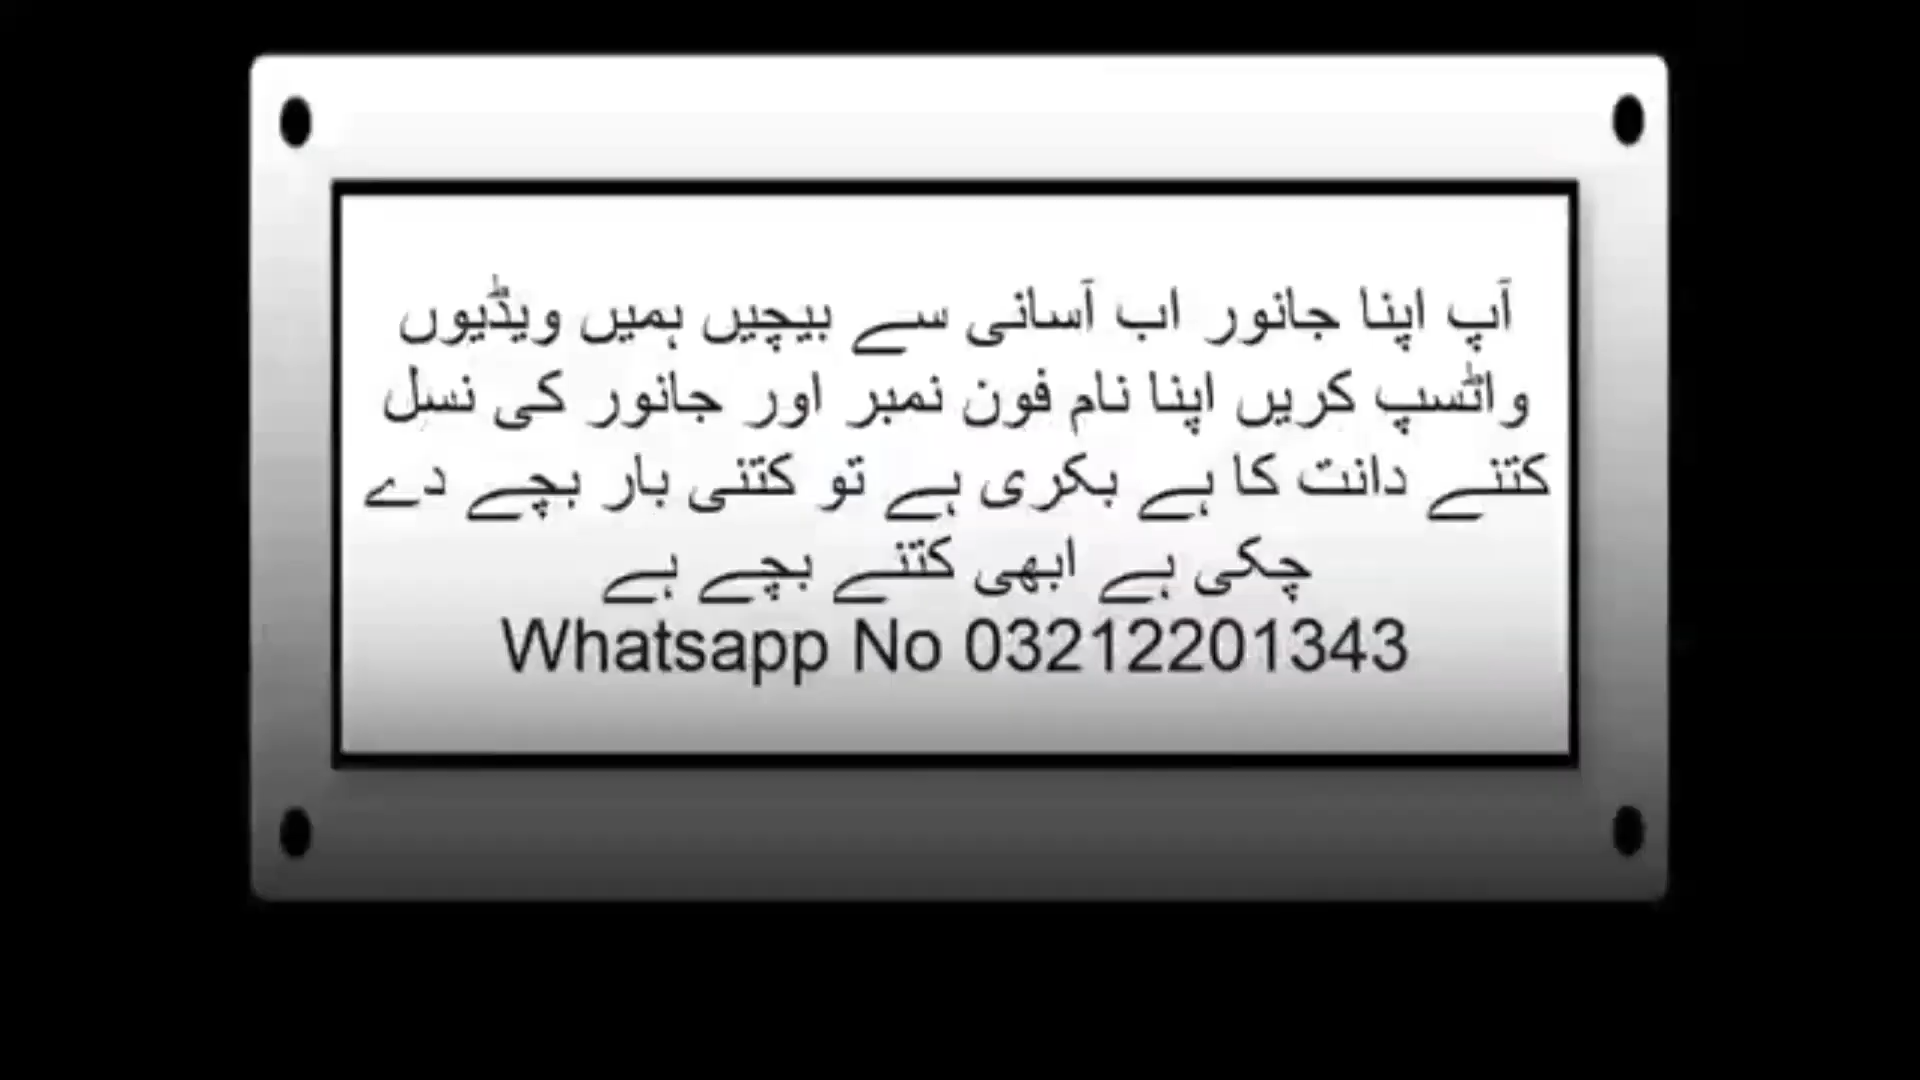 آپ اپنا جانور اب آسانی سے بیچیں ہمیں ویڈیوں
واٹسپ کریں اپنا نام فون نمبر اور جانور کی نسل
کتنے دانت کا ہے بکری ہے تو کتنی بار بچے دے
چکی ہے ابھی کتنے بچے ہے
Whatsapp No 03212201343